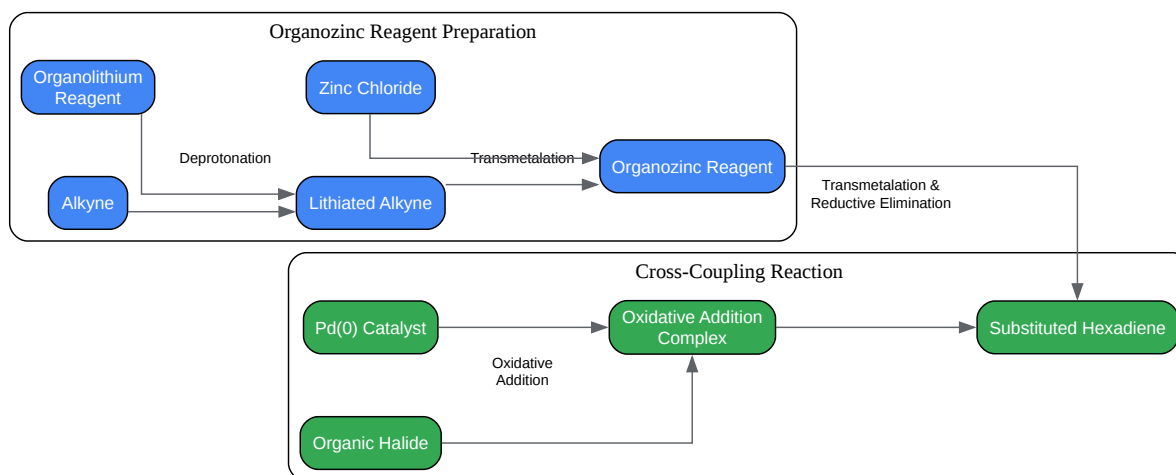 Organozinc Reagent Preparation
Organolithium
Reagent
Zinc Chloride
Deprotonation
Transmetalation
Organozinc Reagent
Alkyne
Lithiated Alkyne
Transmetalation &
Reductive Elimination
Cross-Coupling Reaction
Pd(0) Catalyst
Oxidative Addition
Complex
Substituted Hexadiene
Oxidative
Addition
Organic Halide